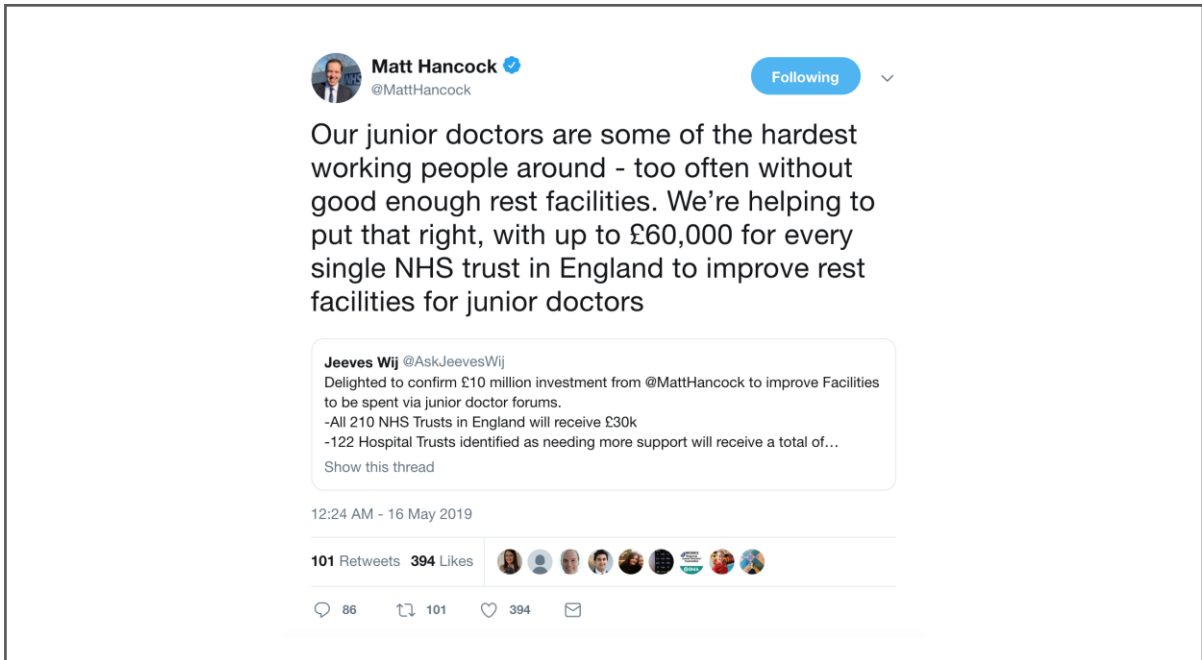 Matt Hancock
@MattHancock
Following
Our junior doctors are some of the hardest
working people around - too often without
good enough rest facilities. We're helping to
put that right, with up to £60,000 for every
single NHS trust in England to improve rest
facilities for junior doctors
Jeeves Wij @AskJeevesWij
Delighted to confirm £10 million investment from @MattHancock to improve Facilities
to be spent via junior doctor forums.
-All 210 NHS Trusts in England will receive £30k
-122 Hospital Trusts identified as needing more support will receive a total of...
Show this thread
12:24 AM - 16 May 2019
101 Retweets 394 Likes
86 101 394